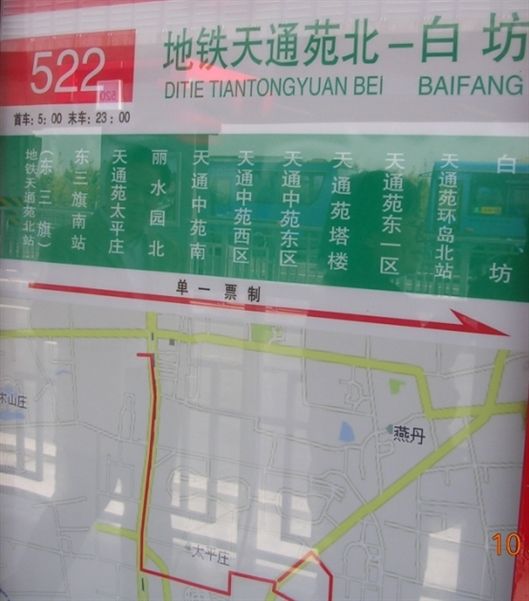 522
地铁天通苑北－白坊
DITIE TIANTONGYUAN BEI BAIFANG
首车：5：00 末车：23：00
地铁天通苑北站
（东三旗）
东三旗南站
天通苑太平庄
丽水园北
天通中苑南
天通中苑西区
天通中苑东区
天通苑塔楼
天通苑东一区
天通苑环岛北站
白坊
单一票制
燕丹
太平庄
10